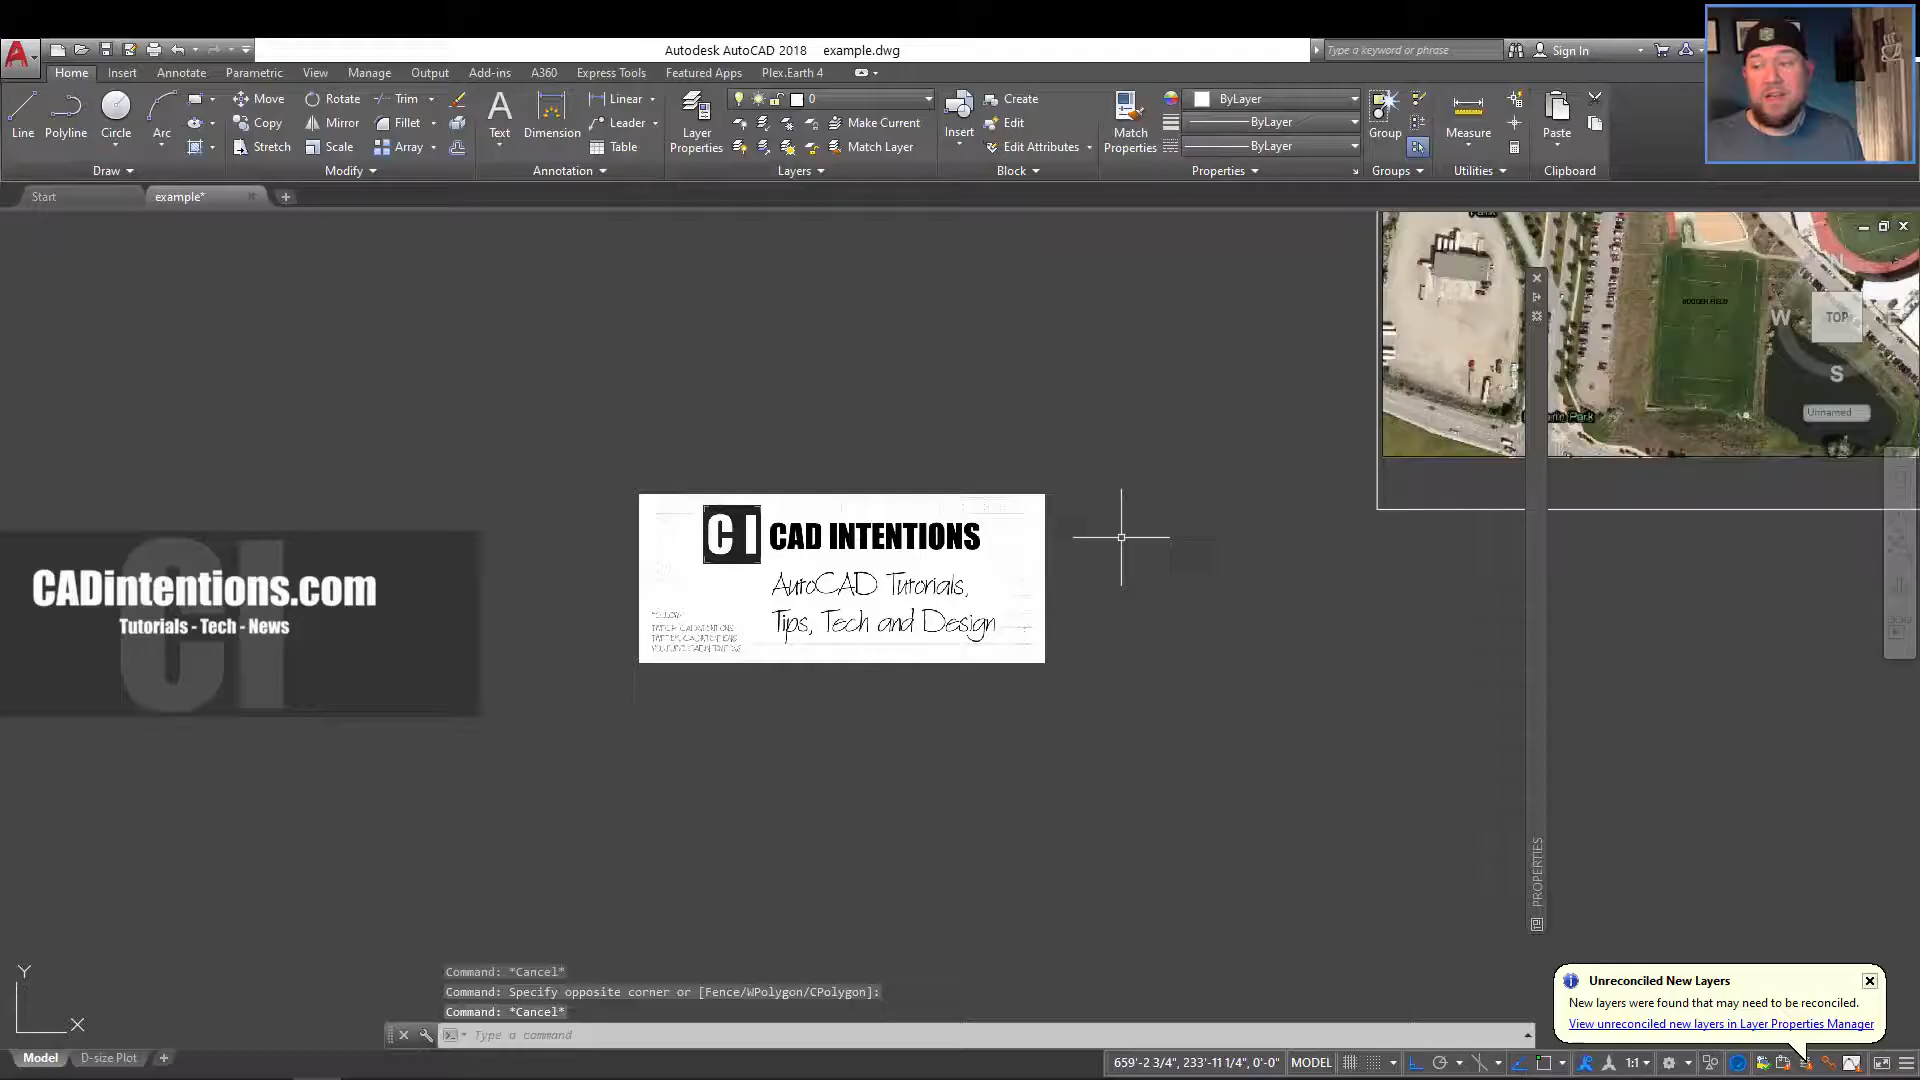 Autodesk AutoCAD 2018 example.dwg
Type a keyword or phrase
Sign In
Home Insert Annotate Parametric View Manage Output Add-ins A360 Express Tools Featured Apps Plex.Earth 4
Line Polyline Circle Arc
Move Rotate Trim
Copy Mirror Fillet
Stretch Scale Array
Text Dimension
Linear
Leader
Table
Layer Properties
0
Make Current
Match Layer
Insert
Create
Edit
Edit Attributes
Match Properties
ByLayer
ByLayer
ByLayer
Group
Measure
Paste
Draw Modify Annotation Layers Block Properties Groups Utilities Clipboard
Start example*
SOCCER FIELD
N
W TOP E
S
Unnamed
Park
CADintentions.com
Tutorials - Tech - News
CI
CI CAD INTENTIONS
AutoCAD Tutorials,
Tips, Tech and Design
PROPERTIES
Y
X
Command: *Cancel*
Command: Specify opposite corner or [Fence/WPolygon/CPolygon]:
Command: *Cancel*
Type a command
Unreconciled New Layers
New layers were found that may need to be reconciled.
View unreconciled new layers in Layer Properties Manager
Model D-size Plot
659'-2 3/4", 233'-11 1/4", 0'-0" MODEL 1:1